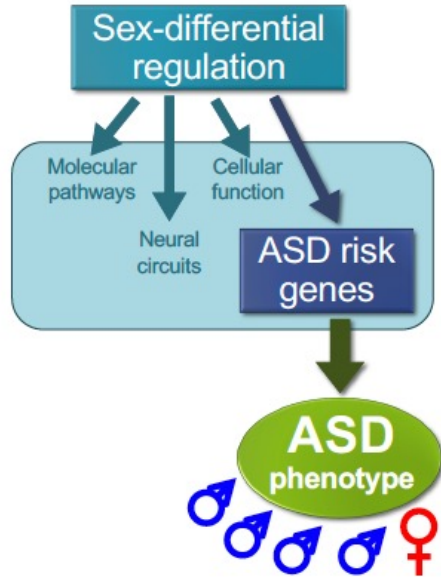 Sex-differential
regulation
Molecular
pathways
Cellular
function
Neural
circuits
ASD risk
genes
ASD
phenotype